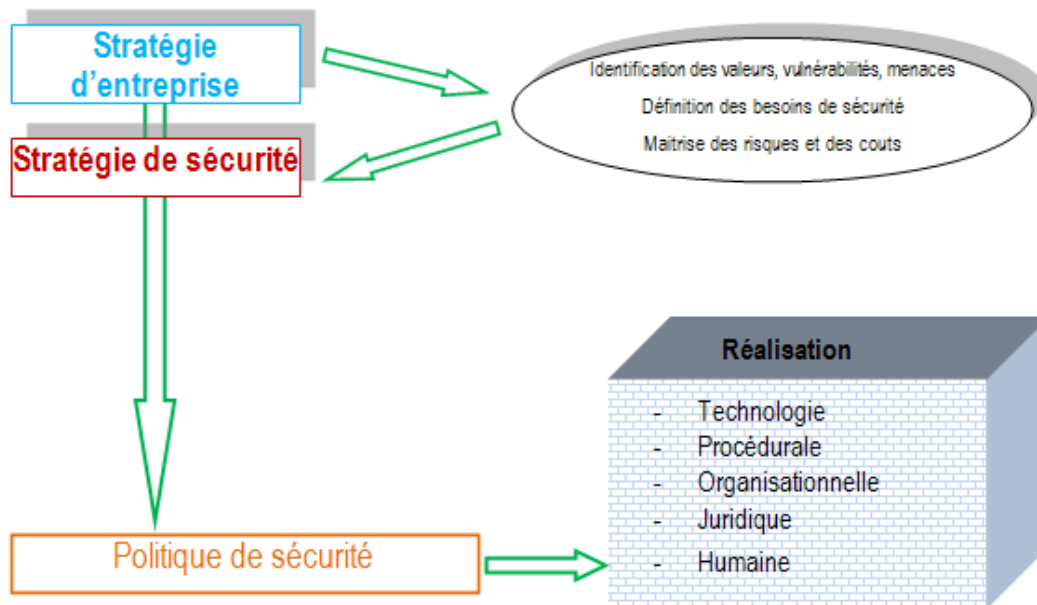 Stratégie
d'entreprise
Identification des valeurs, vulnérabilités, menaces
Définition des besoins de sécurité
Maitrise des risques et des couts
Stratégie de sécurité
Réalisation
- Technologie
- Procédurale
- Organisationnelle
- Juridique
- Humaine
Politique de sécurité